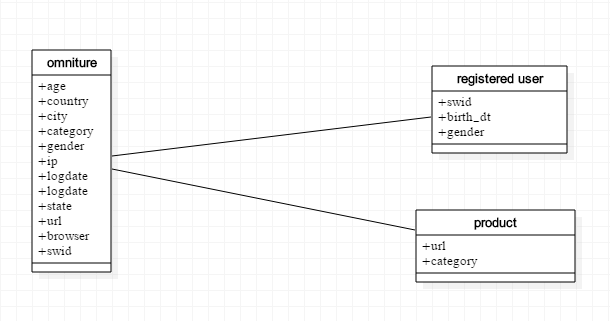 omniture
+age
+country
+city
+category
+gender
+ip
+logdate
+logdate
+state
+url
+browser
+swid
registered user
+swid
+birth_dt
+gender
product
+url
+category